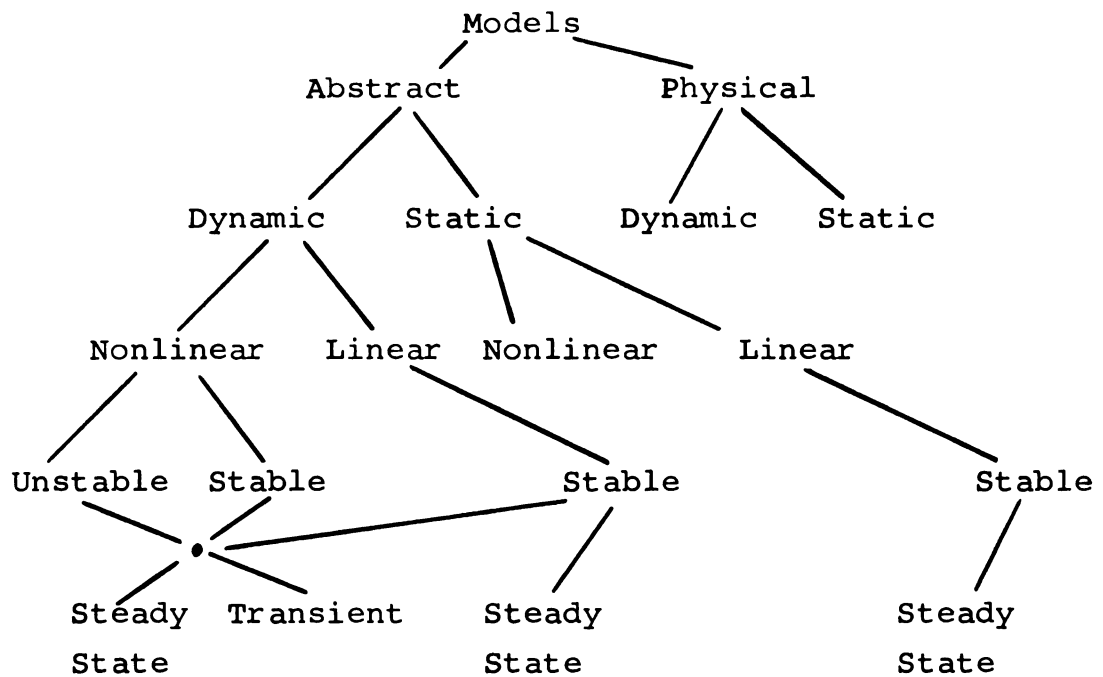 Models
Abstract Physical
Dynamic Static Dynamic Static
Nonlinear Linear Nonlinear Linear
Unstable Stable Stable Stable
Steady Transient Steady Steady
State State State